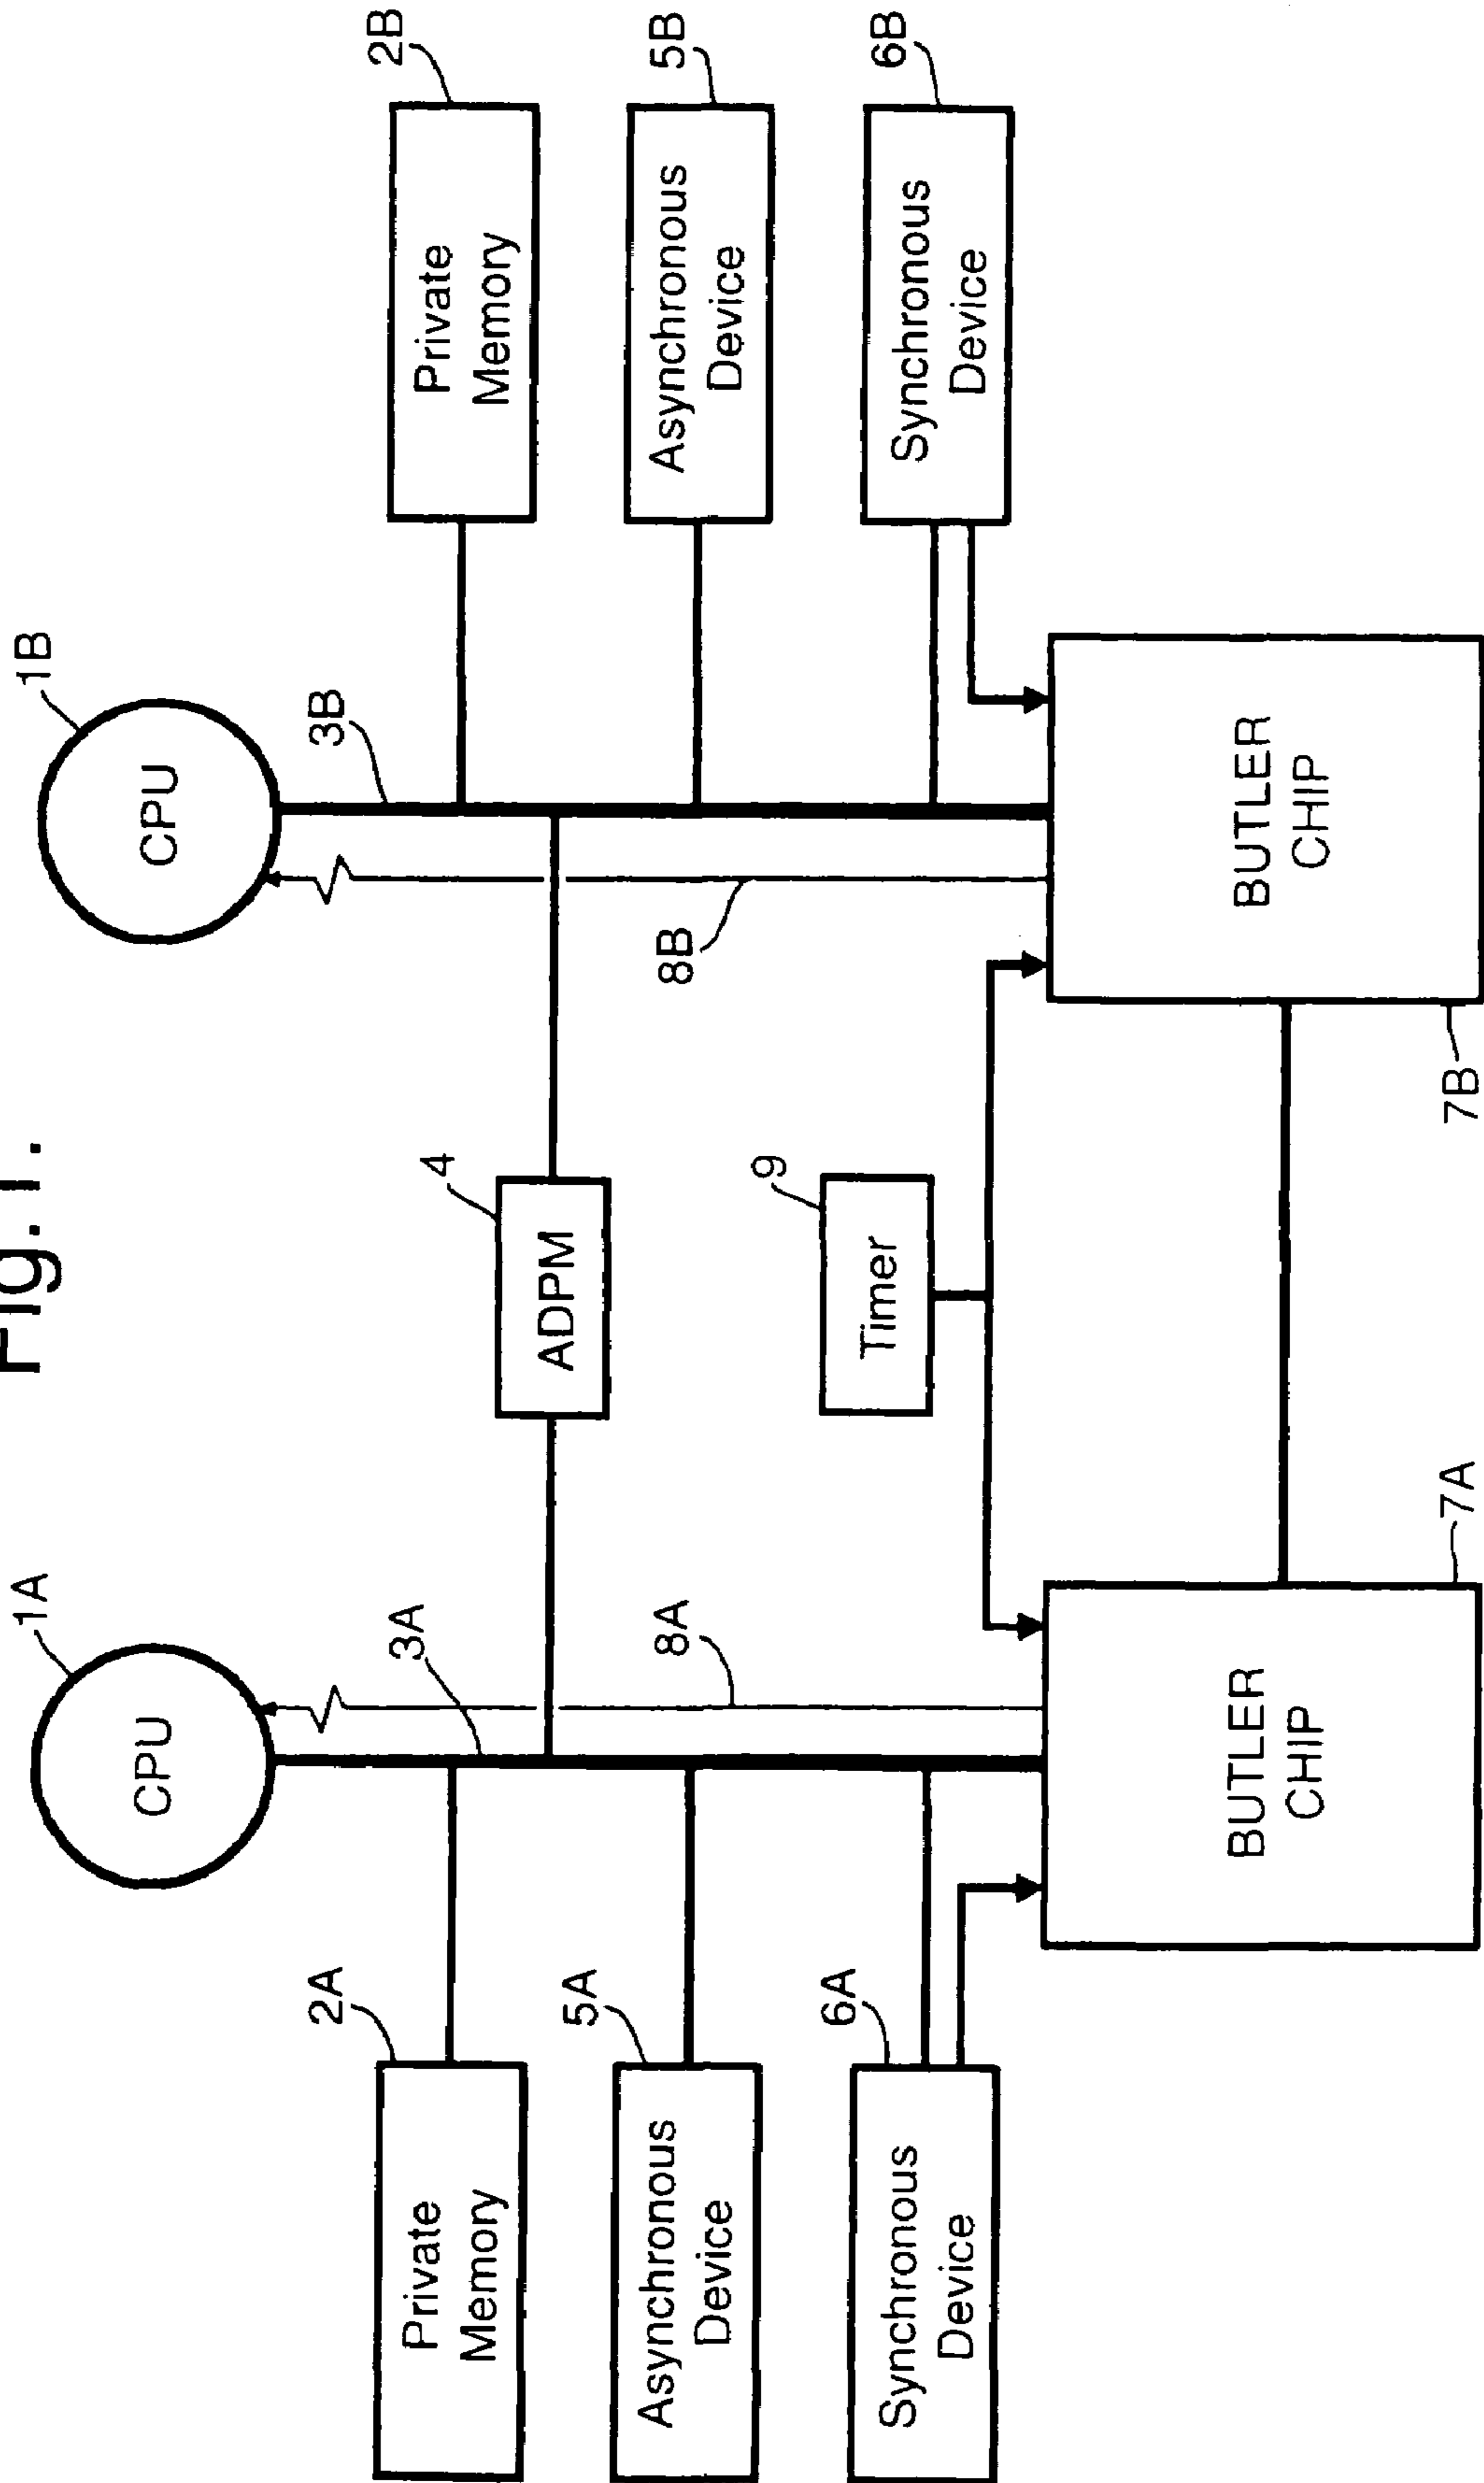 Fig.1.
1A
CPU
1B
CPU
2A
Private
Memory
3A
4
ADPM
3B
2B
Private
Memory
5A
Asynchronous
Device
8A
8B
5B
Asynchronous
Device
6A
Synchronous
Device
9
Timer
6B
Synchronous
Device
BUTLER
CHIP
7A
BUTLER
CHIP
7B